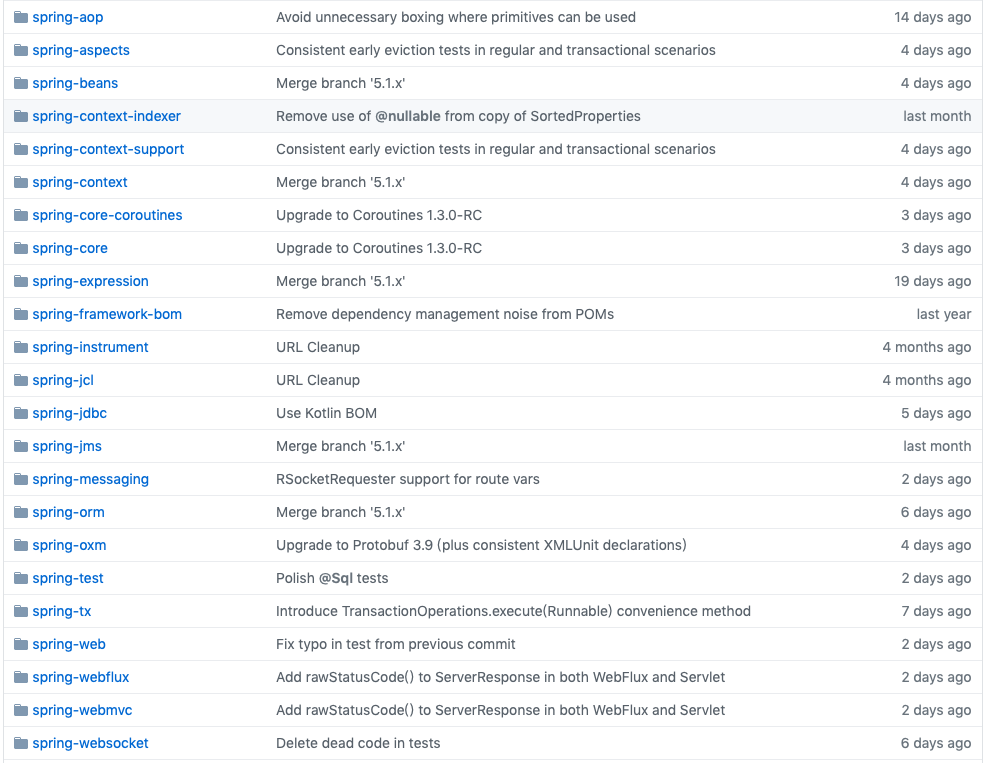 spring-aop Avoid unnecessary boxing where primitives can be used 14 days ago
spring-aspects Consistent early eviction tests in regular and transactional scenarios 4 days ago
spring-beans Merge branch '5.1.x' 4 days ago
spring-context-indexer Remove use of @nullable from copy of SortedProperties last month
spring-context-support Consistent early eviction tests in regular and transactional scenarios 4 days ago
spring-context Merge branch '5.1.x' 4 days ago
spring-core-coroutines Upgrade to Coroutines 1.3.0-RC 3 days ago
spring-core Upgrade to Coroutines 1.3.0-RC 3 days ago
spring-expression Merge branch '5.1.x' 19 days ago
spring-framework-bom Remove dependency management noise from POMs last year
spring-instrument URL Cleanup 4 months ago
spring-jcl URL Cleanup 4 months ago
spring-jdbc Use Kotlin BOM 5 days ago
spring-jms Merge branch '5.1.x' last month
spring-messaging RSocketRequester support for route vars 2 days ago
spring-orm Merge branch '5.1.x' 6 days ago
spring-oxm Upgrade to Protobuf 3.9 (plus consistent XMLUnit declarations) 4 days ago
spring-test Polish @Sql tests 2 days ago
spring-tx Introduce TransactionOperations.execute(Runnable) convenience method 7 days ago
spring-web Fix typo in test from previous commit 2 days ago
spring-webflux Add rawStatusCode() to ServerResponse in both WebFlux and Servlet 2 days ago
spring-webmvc Add rawStatusCode() to ServerResponse in both WebFlux and Servlet 2 days ago
spring-websocket Delete dead code in tests 6 days ago